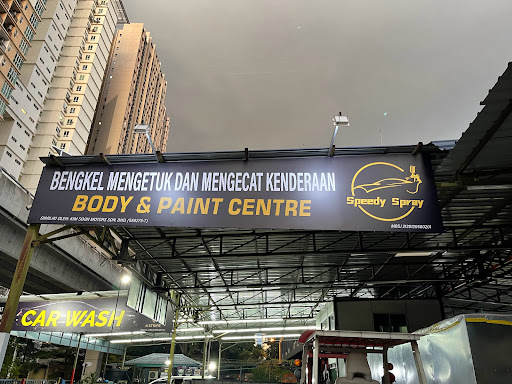 BENGKEL MENGETUK DAN MENGECAT KENDERAAN
BODY & PAINT CENTRE
Speedy Spray
CAR WASH